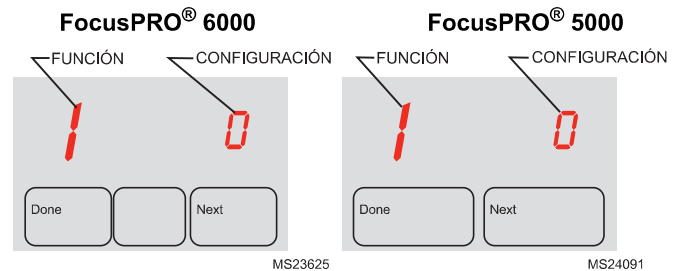 FocusPRO® 6000
FUNCIÓN CONFIGURACIÓN
1 0
Done Next
MS23625
FocusPRO® 5000
FUNCIÓN CONFIGURACIÓN
1 0
Done Next
MS24091